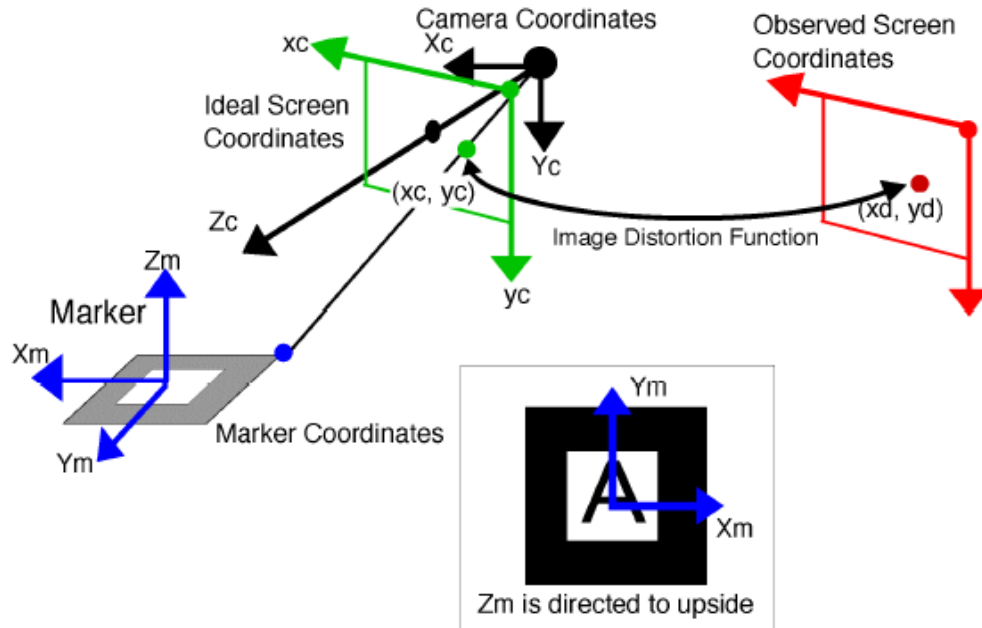 Camera Coordinates
Observed Screen
Coordinates
xc
Xc
Ideal Screen
Coordinates
Yc
(xc, yc)
(xd, yd)
Zc
Image Distortion Function
Zm
yc
Marker
Xm
Marker Coordinates
Ym
Ym
A
Xm
Zm is directed to upside